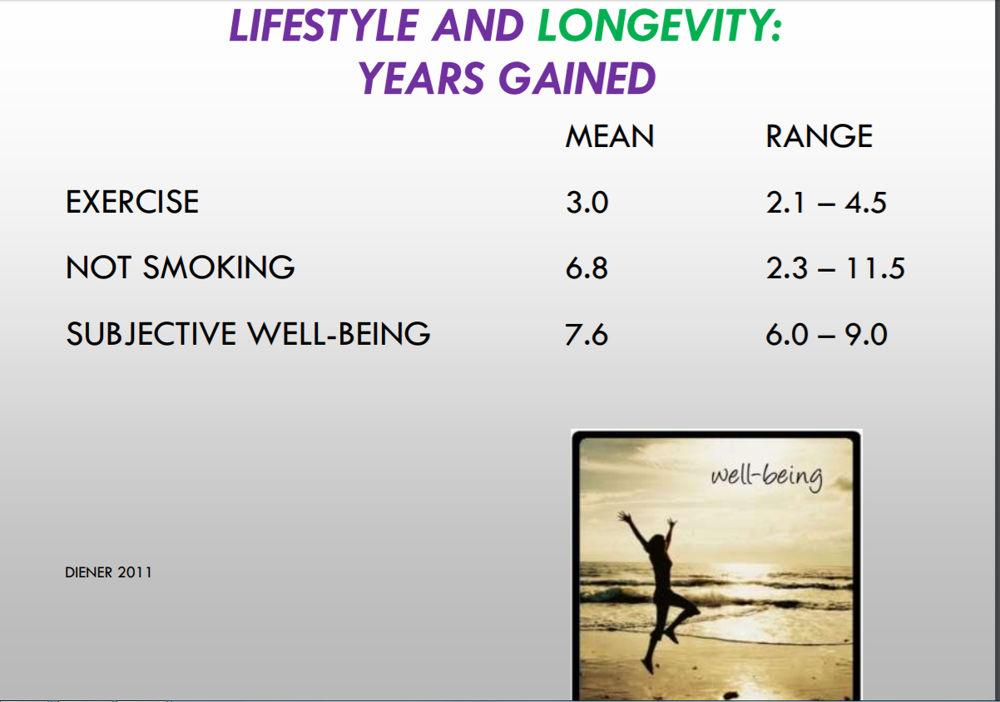 LIFESTYLE AND LONGEVITY:
YEARS GAINED
MEAN RANGE
EXERCISE 3.0 2.1 – 4.5
NOT SMOKING 6.8 2.3 – 11.5
SUBJECTIVE WELL-BEING 7.6 6.0 – 9.0
well-being
DIENER 2011